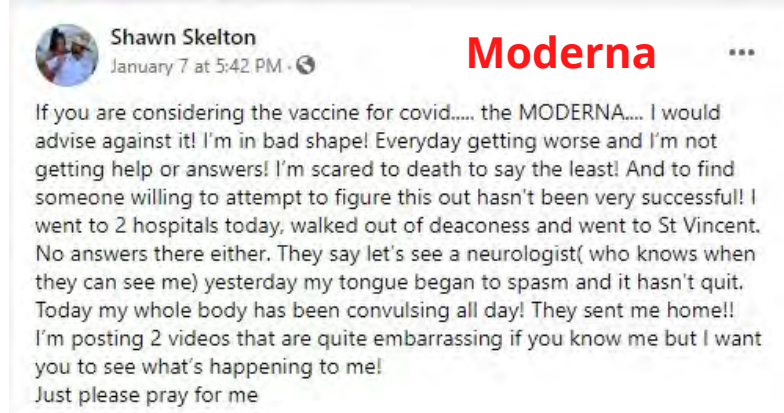 Shawn Skelton
Moderna
January 7 at 5:42 PM ·
If you are considering the vaccine for covid..... the MODERNA.... I would
advise against it! I'm in bad shape! Everyday getting worse and I'm not
getting help or answers! I'm scared to death to say the least! And to find
someone willing to attempt to figure this out hasn't been very successful! I
went to 2 hospitals today, walked out of deaconess and went to St Vincent.
No answers there either. They say let's see a neurologist( who knows when
they can see me) yesterday my tongue began to spasm and it hasn't quit.
Today my whole body has been convulsing all day! They sent me home!!
I'm posting 2 videos that are quite embarrassing if you know me but I want
you to see what's happening to me!
Just please pray for me